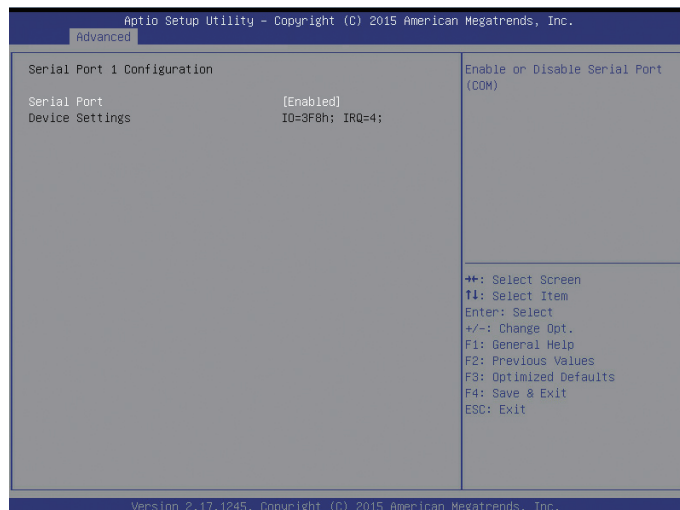 Aptio Setup Utility – Copyright (C) 2015 American Megatrends, Inc.
Advanced
Serial Port 1 Configuration
Serial Port [Enabled]
Device Settings IO=3F8h; IRQ=4;
Enable or Disable Serial Port
(COM)
→←: Select Screen
↑↓: Select Item
Enter: Select
+/-: Change Opt.
F1: General Help
F2: Previous Values
F3: Optimized Defaults
F4: Save & Exit
ESC: Exit
Version 2.17.1245. Copyright (C) 2015 American Megatrends, Inc.